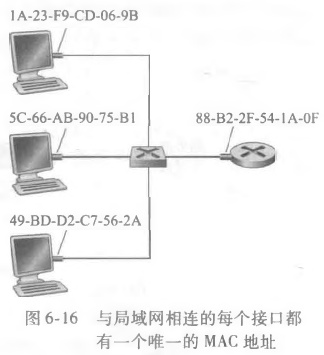 1A-23-F9-CD-06-9B
5C-66-AB-90-75-B1
88-B2-2F-54-1A-0F
49-BD-D2-C7-56-2A
图 6-16 与局域网相连的每个接口都
有一个唯一的 MAC 地址